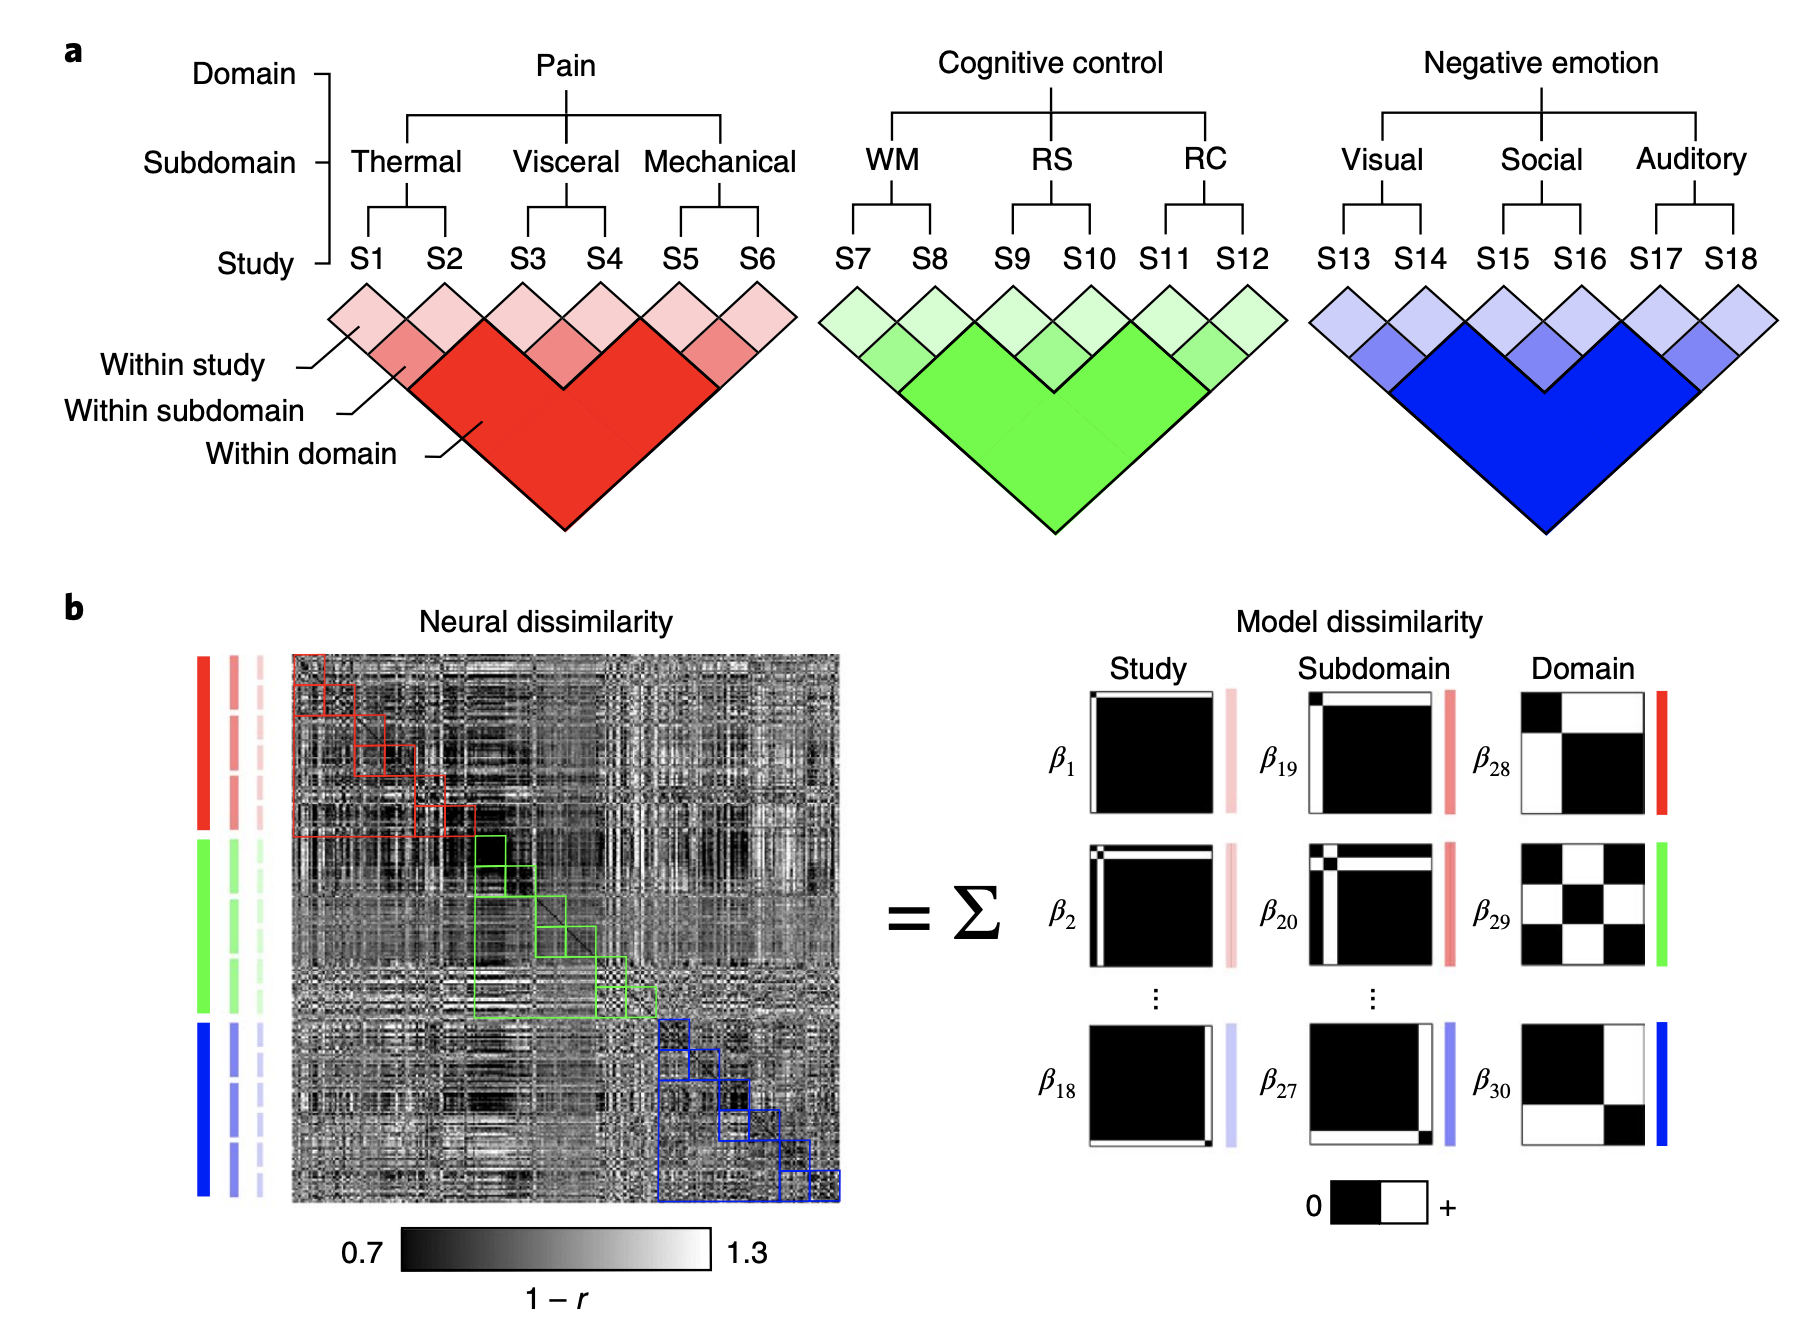 a
Domain
Pain
Cognitive control
Negative emotion
Subdomain
Thermal Visceral Mechanical
WM RS RC
Visual Social Auditory
Study
S1 S2 S3 S4 S5 S6
S7 S8 S9 S10 S11 S12
S13 S14 S15 S16 S17 S18
Within study
Within subdomain
Within domain
b
Neural dissimilarity
Model dissimilarity
Study Subdomain Domain
β1 β19 β28
= Σ
β2 β20 β29
⋮ ⋮
β18 β27 β30
0 +
0.7 1.3
1 – r